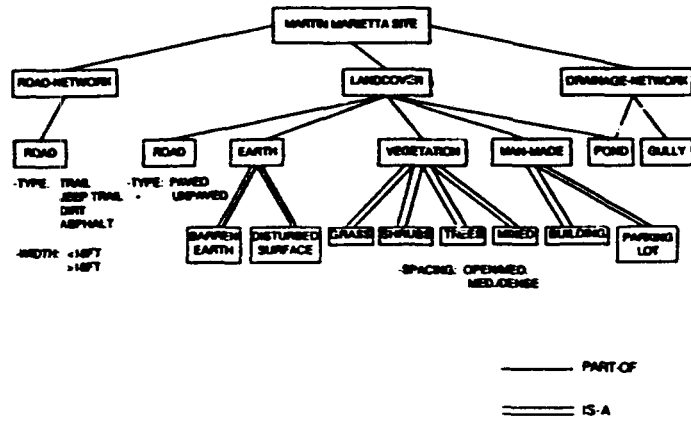 MARTIN MARIETTA SITE
ROAD-NETWORK
LANDCOVER
DRAINAGE-NETWORK
ROAD
ROAD
EARTH
VEGETATION
MAN-MADE
POND
GULLY
-TYPE: TRAIL
JEEP TRAIL
DIRT
ASPHALT
-WIDTH: <18FT
>18FT
-TYPE: PAVED
UNPAVED
BARREN
EARTH
DISTURBED
SURFACE
GRASS
SHRUBS
TREES
MIXED
BUILDING
PARKING
LOT
-SPACING: OPEN/MED.
MED./DENSE
PART-OF
IS-A